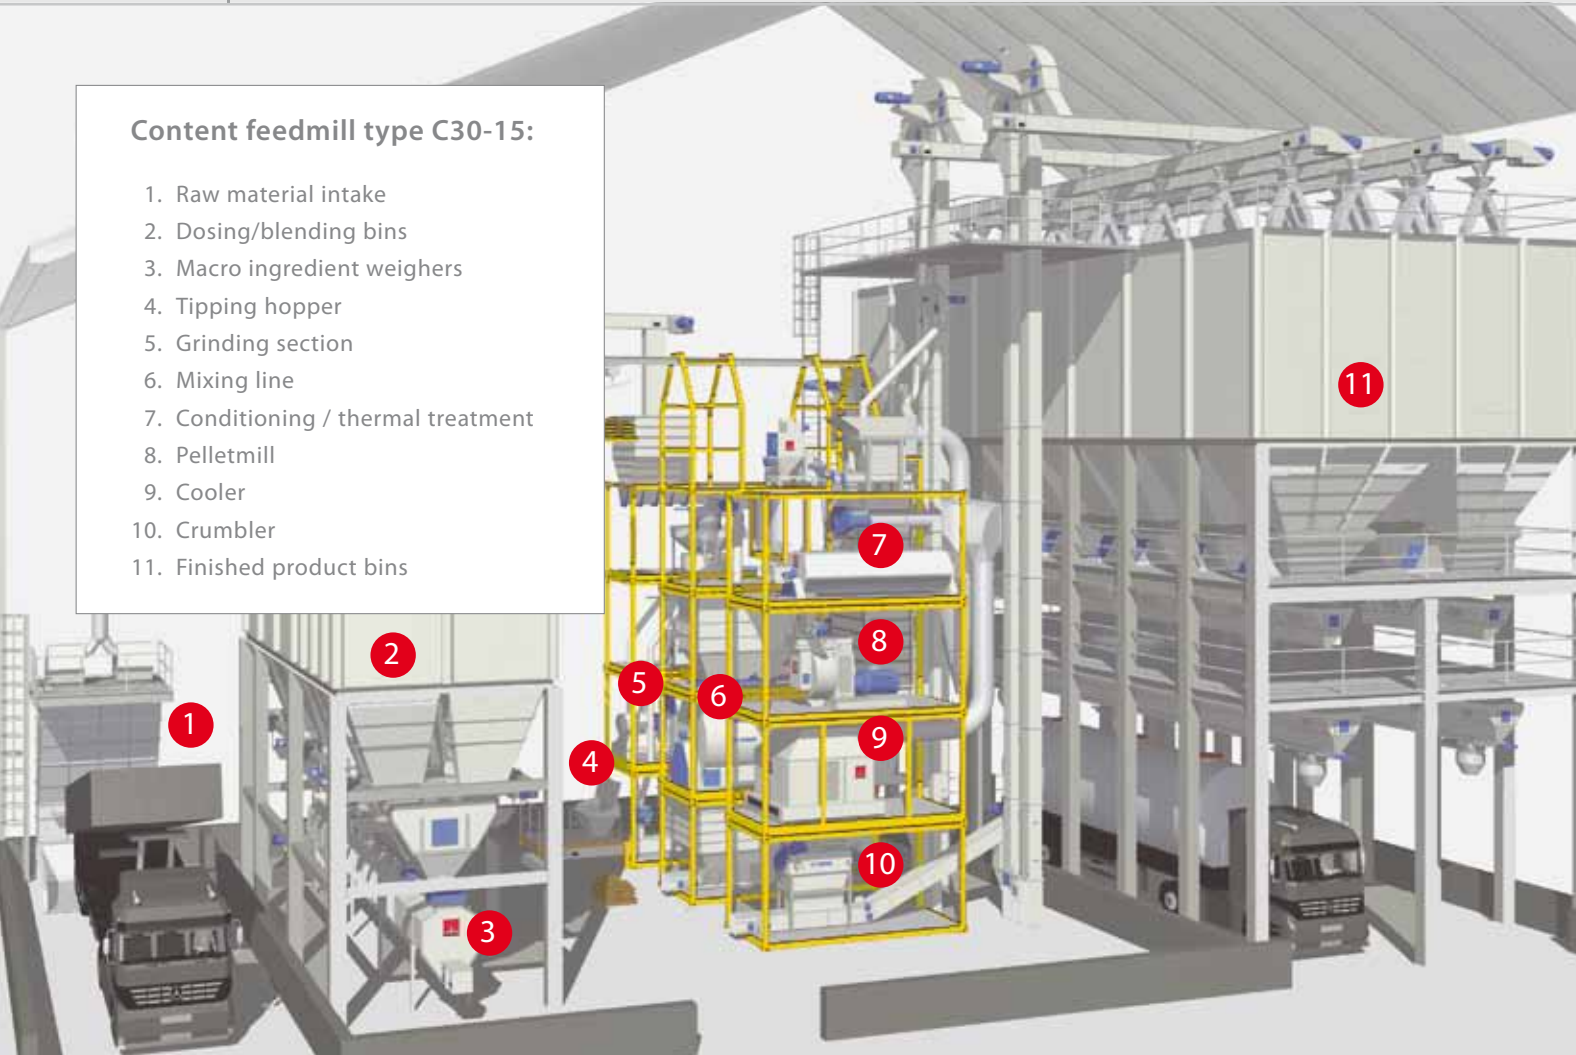 Content feedmill type C30-15:
1. Raw material intake
2. Dosing/blending bins
3. Macro ingredient weighers
4. Tipping hopper
5. Grinding section
6. Mixing line
7. Conditioning / thermal treatment
8. Pelletmill
9. Cooler
10. Crumbler
11. Finished product bins
11
7
8
2
5
6
1
9
4
10
3